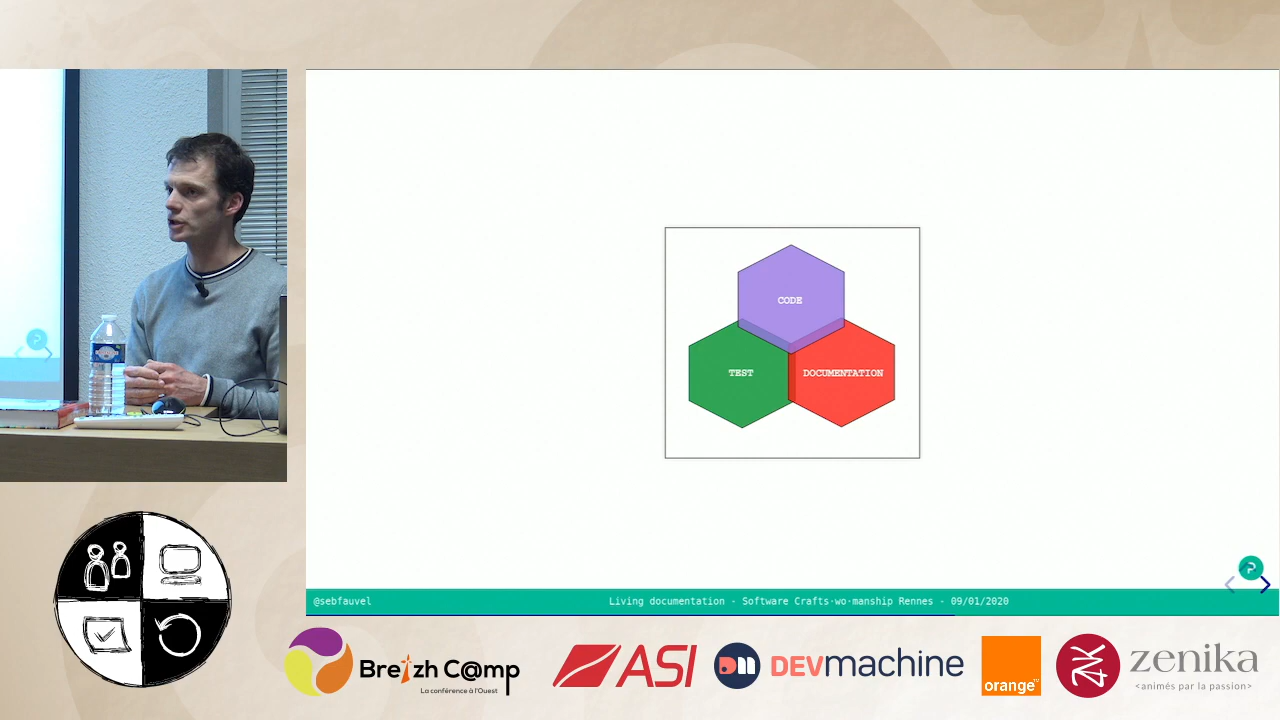 CODE
TEST
DOCUMENTATION
@sebfauvel
Living documentation - Software Crafts·wo·manship Rennes - 09/01/2020
Breizh C@mp
La conférence à l'Ouest
ASI
DEVmachine
orange™
zenika
<animés par la passion>